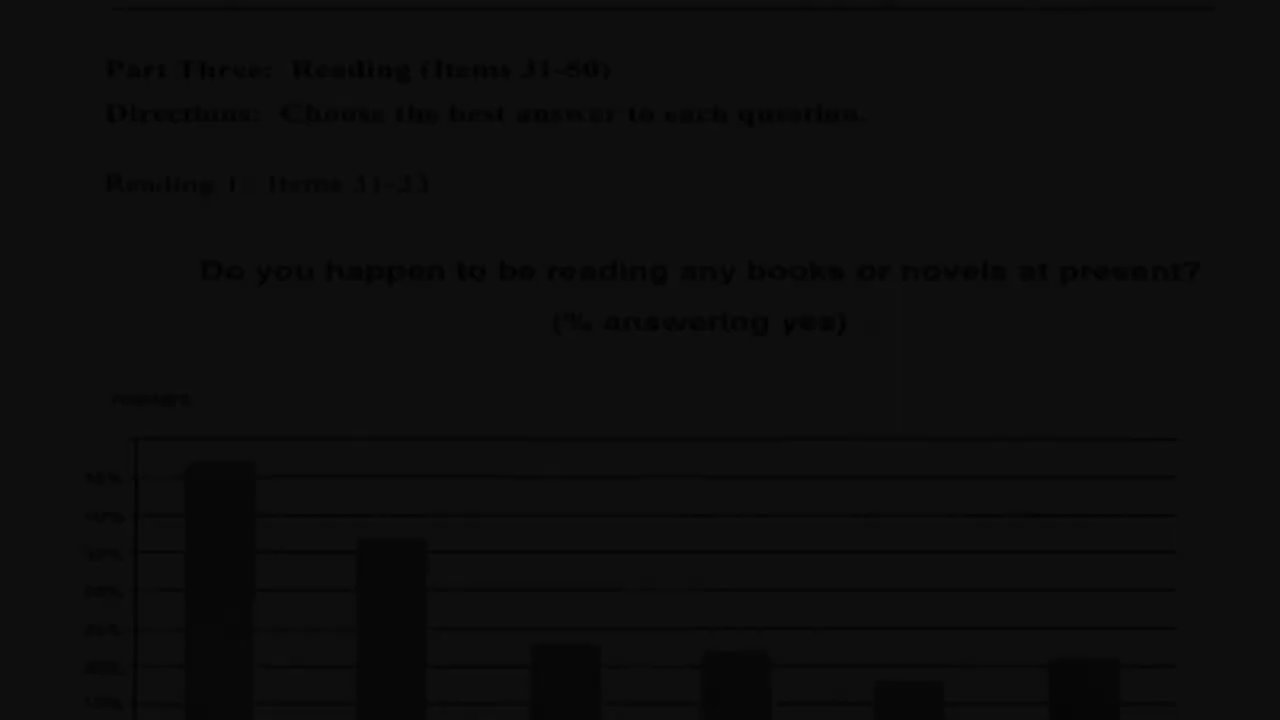 Part Three: Reading (Items 31-50)
Directions: Choose the best answer to each question.
Reading 1: Items 31-33
Do you happen to be reading any books or novels at present?
(% answering yes)